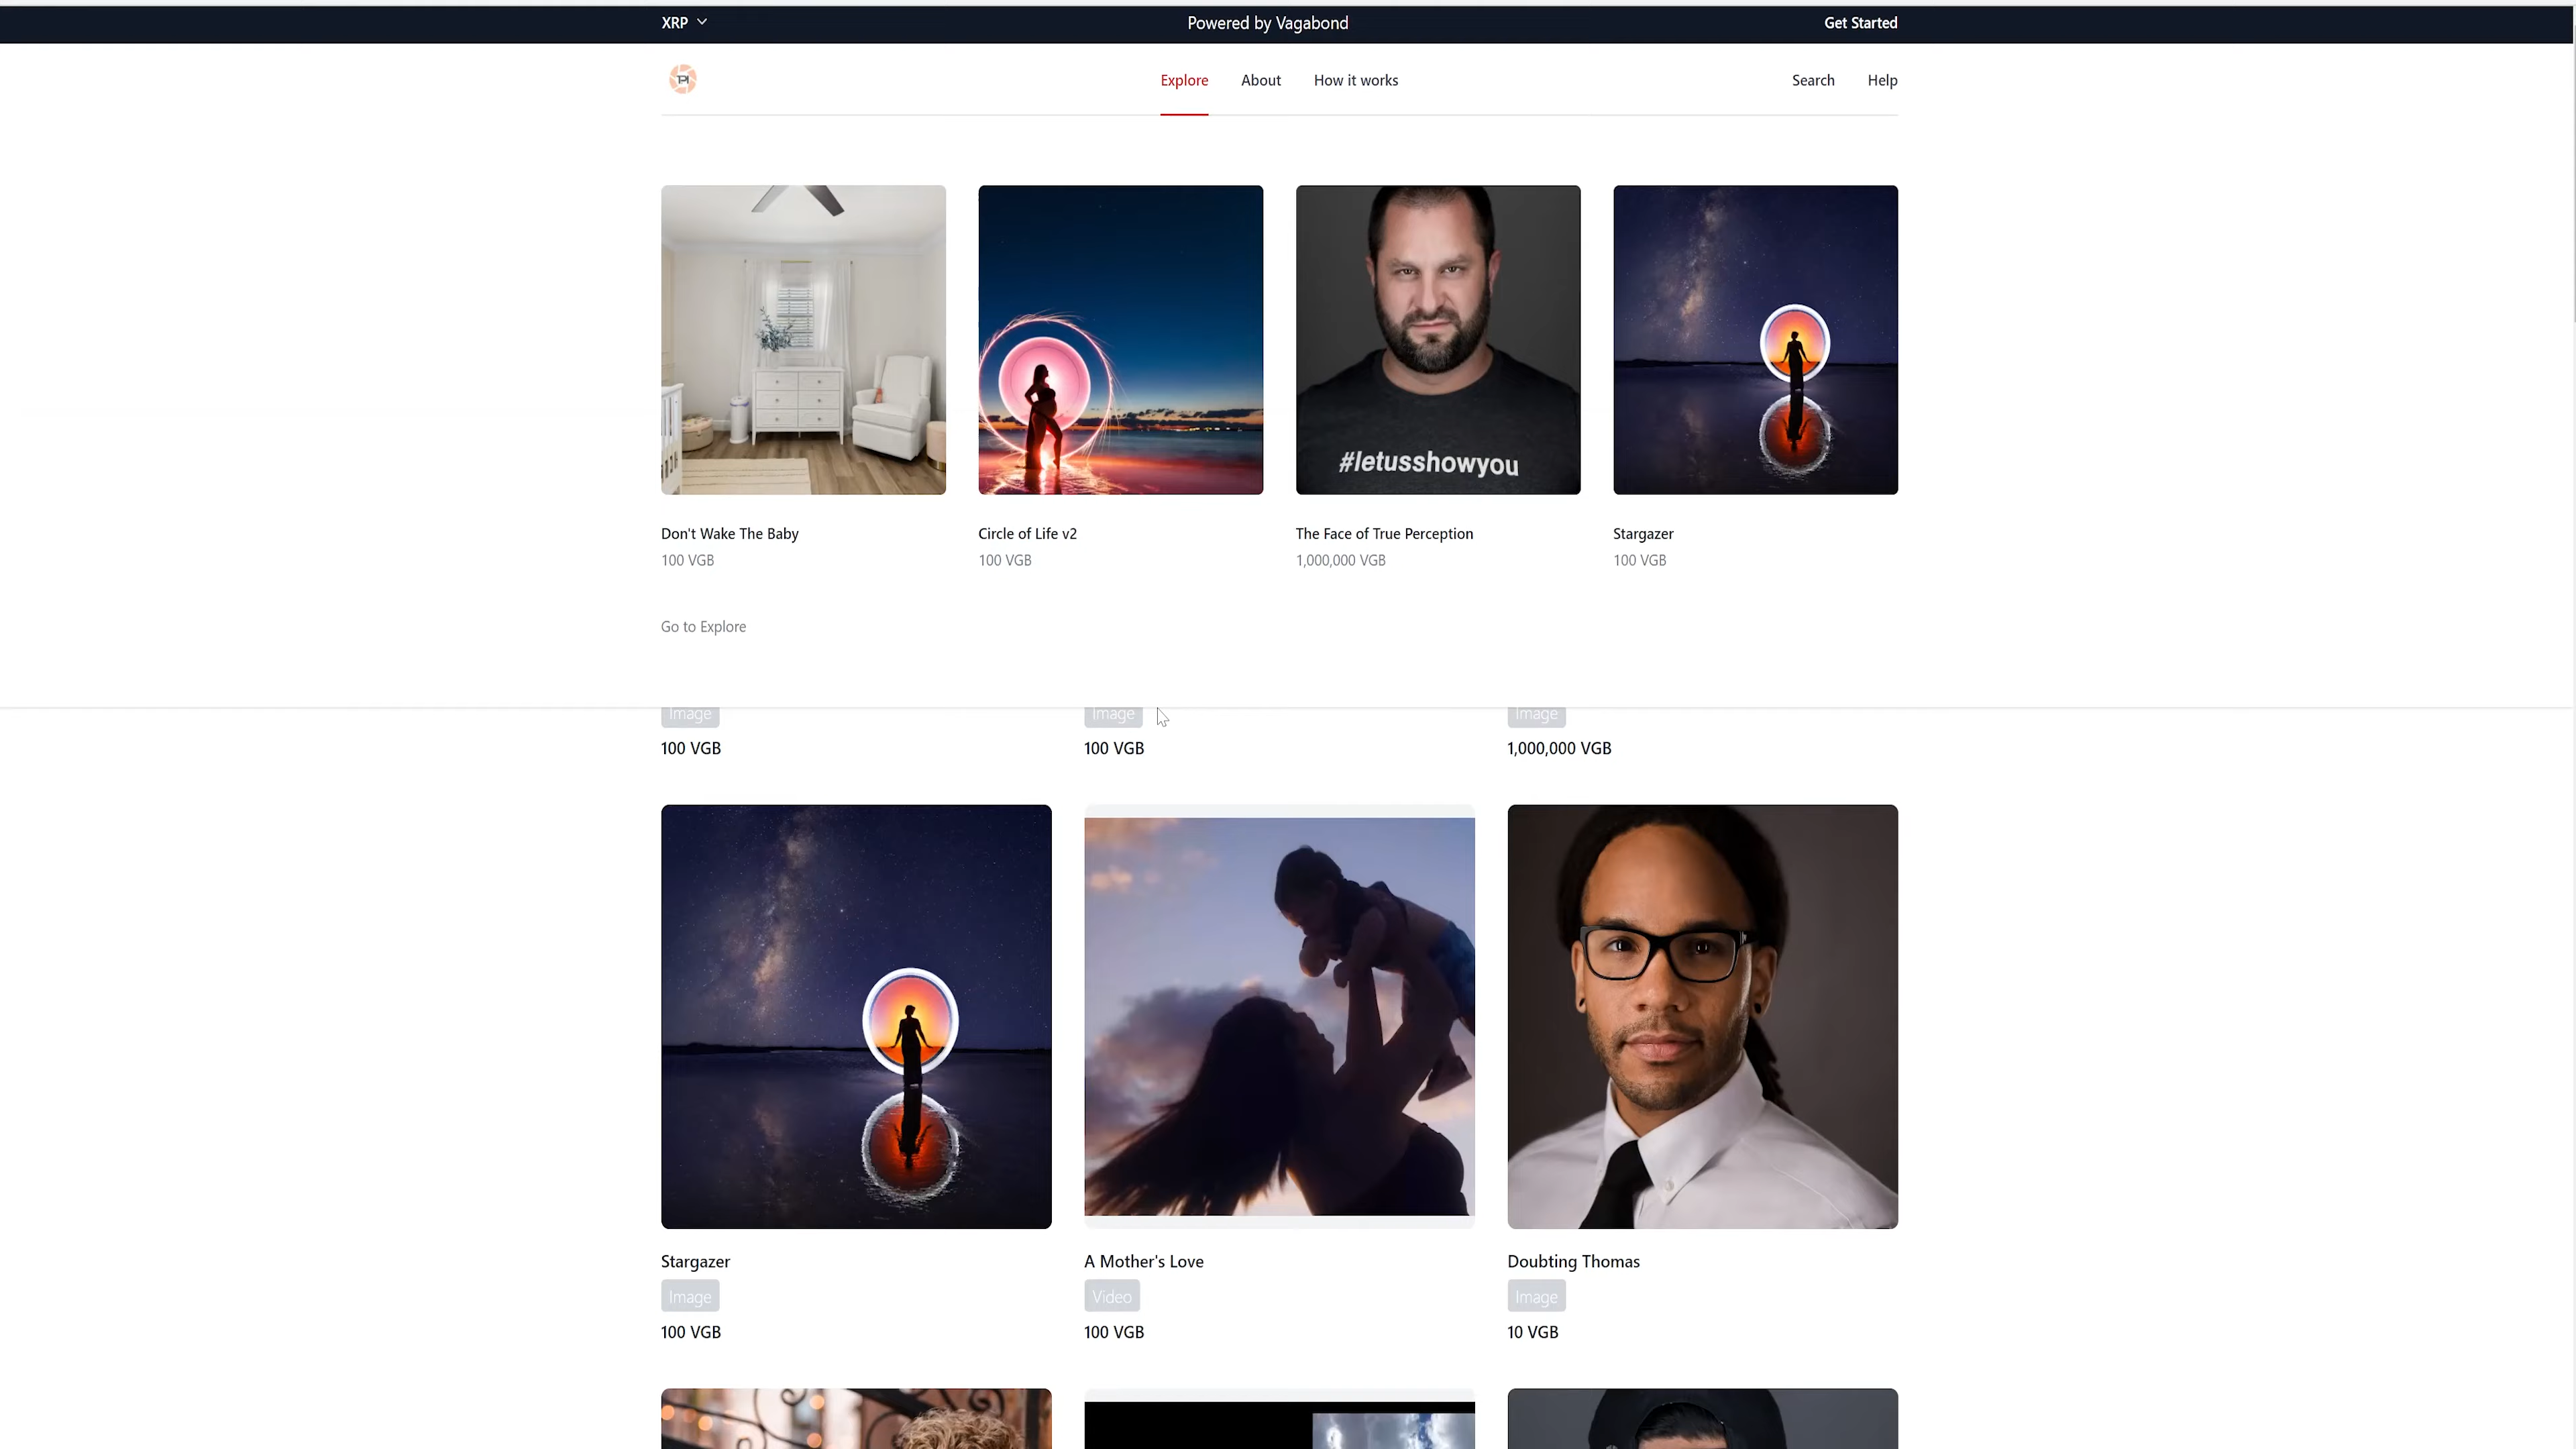 XRP
Powered by Vagabond
Get Started
TPI
Explore
About
How it works
Search
Help
#letusshowyou
Don't Wake The Baby
100 VGB
Circle of Life v2
100 VGB
The Face of True Perception
1,000,000 VGB
Stargazer
100 VGB
Go to Explore
Image
100 VGB
Image
100 VGB
Image
1,000,000 VGB
Stargazer
Image
100 VGB
A Mother's Love
Video
100 VGB
Doubting Thomas
Image
10 VGB